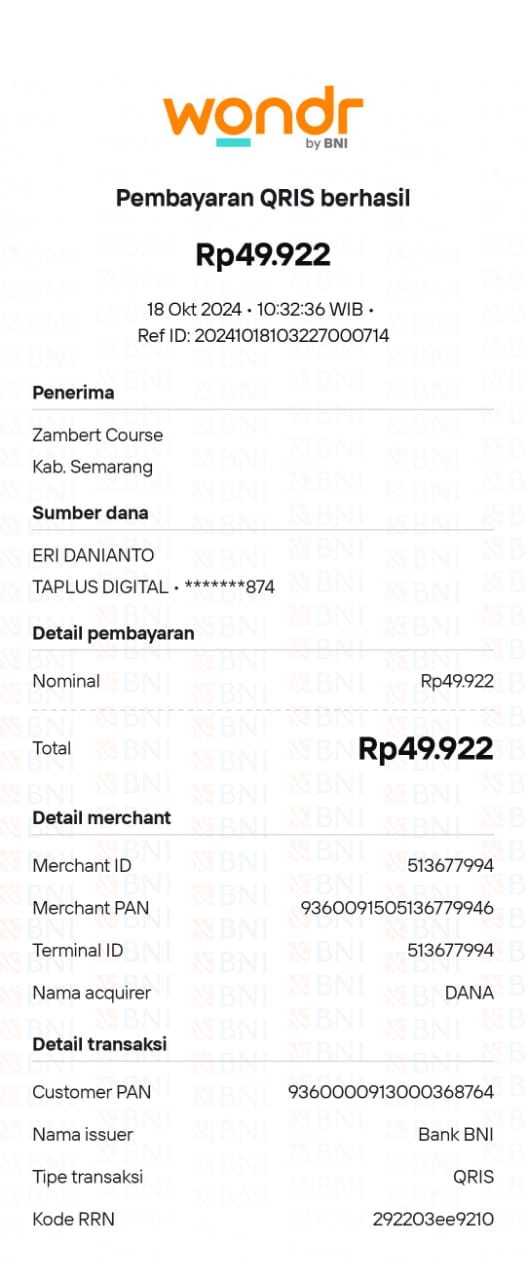 wondr
by BNI
Pembayaran QRIS berhasil
Rp49.922
18 Okt 2024 • 10:32:36 WIB •
Ref ID: 20241018103227000714
Penerima
Zambert Course
Kab. Semarang
Sumber dana
ERI DANIANTO
TAPLUS DIGITAL • *******874
Detail pembayaran
Nominal Rp49.922
Total Rp49.922
Detail merchant
Merchant ID 513677994
Merchant PAN 9360091505136779946
Terminal ID 513677994
Nama acquirer DANA
Detail transaksi
Customer PAN 9360000913000368764
Nama issuer Bank BNI
Tipe transaksi QRIS
Kode RRN 292203ee9210